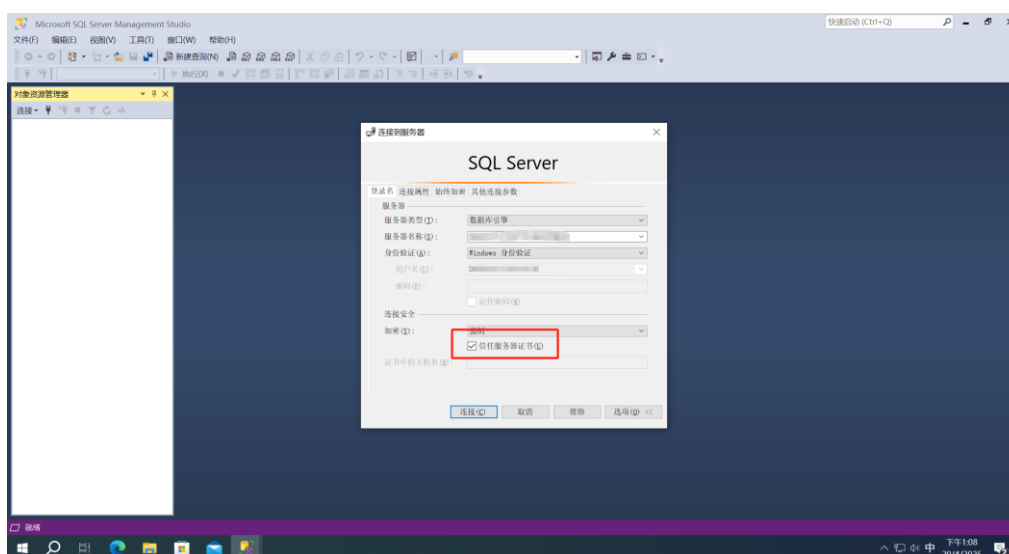 Microsoft SQL Server Management Studio
快速启动 (Ctrl+Q)
文件(F) 编辑(E) 视图(V) 工具(T) 窗口(W) 帮助(H)
新建查询(N)
执行(X)
对象资源管理器
连接
连接到服务器
SQL Server
登录名 连接属性 始终加密 其他连接参数
服务器
服务器类型(T): 数据库引擎
服务器名称(S):
身份验证(A): Windows 身份验证
用户名(U):
密码(P):
记住密码(M)
连接安全
加密(Y): 强制
信任服务器证书(L)
证书中的主机名(H):
连接(C) 取消 帮助 选项(O) <<
就绪
中
下午1:08